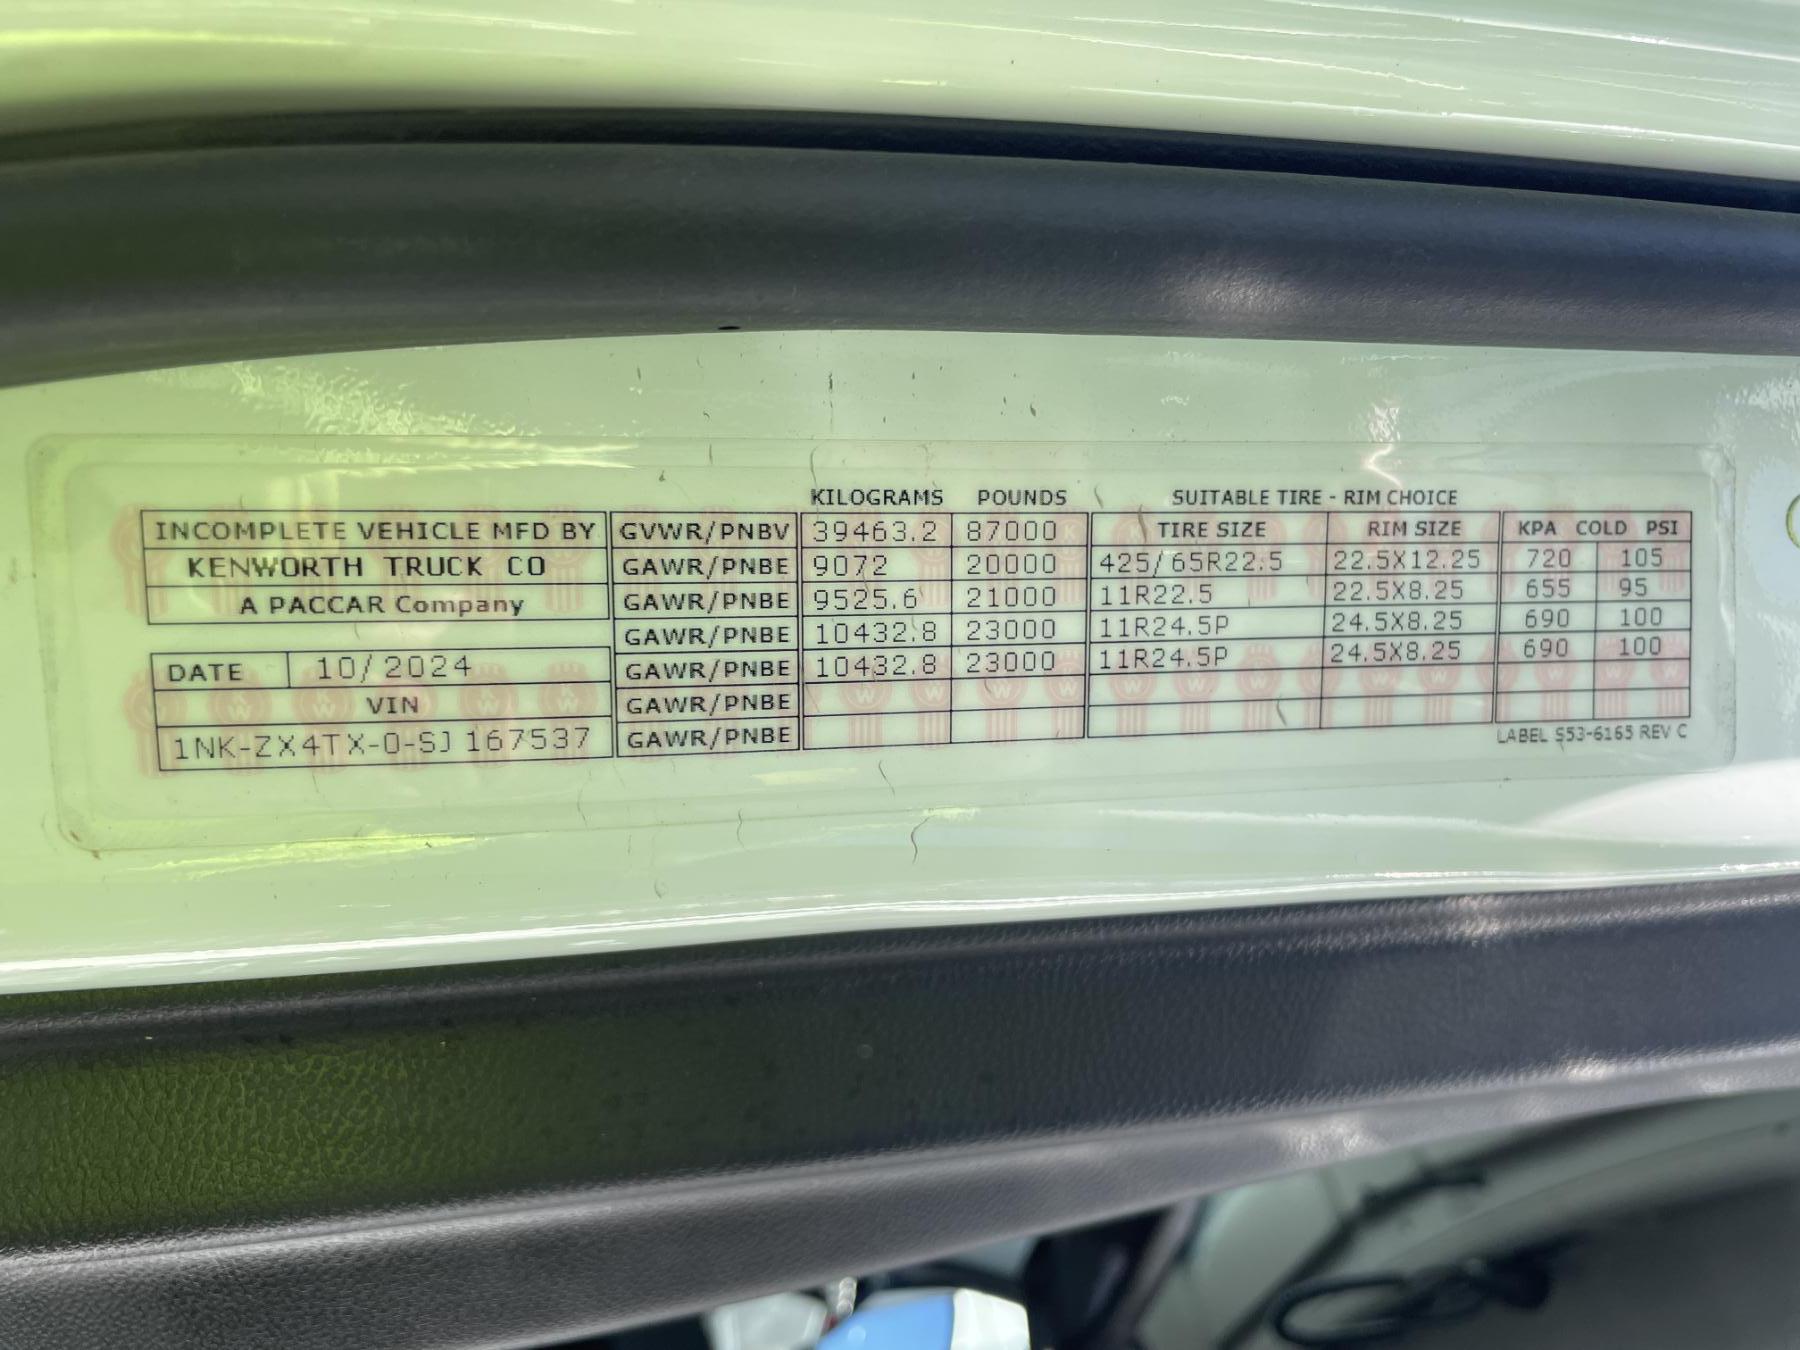 KILOGRAMS POUNDS SUITABLE TIRE - RIM CHOICE
INCOMPLETE VEHICLE MFD BY GVWR/PNBV 39463.2 87000 TIRE SIZE RIM SIZE KPA COLD PSI
KENWORTH TRUCK CO GAWR/PNBE 9072 20000 425/65R22.5 22.5X12.25 720 105
A PACCAR Company GAWR/PNBE 9525.6 21000 11R22.5 22.5X8.25 655 95
GAWR/PNBE 10432.8 23000 11R24.5P 24.5X8.25 690 100
DATE 10/2024 GAWR/PNBE 10432.8 23000 11R24.5P 24.5X8.25 690 100
VIN GAWR/PNBE
1NK-ZX4TX-0-SJ167537 GAWR/PNBE
LABEL S53-6165 REV C